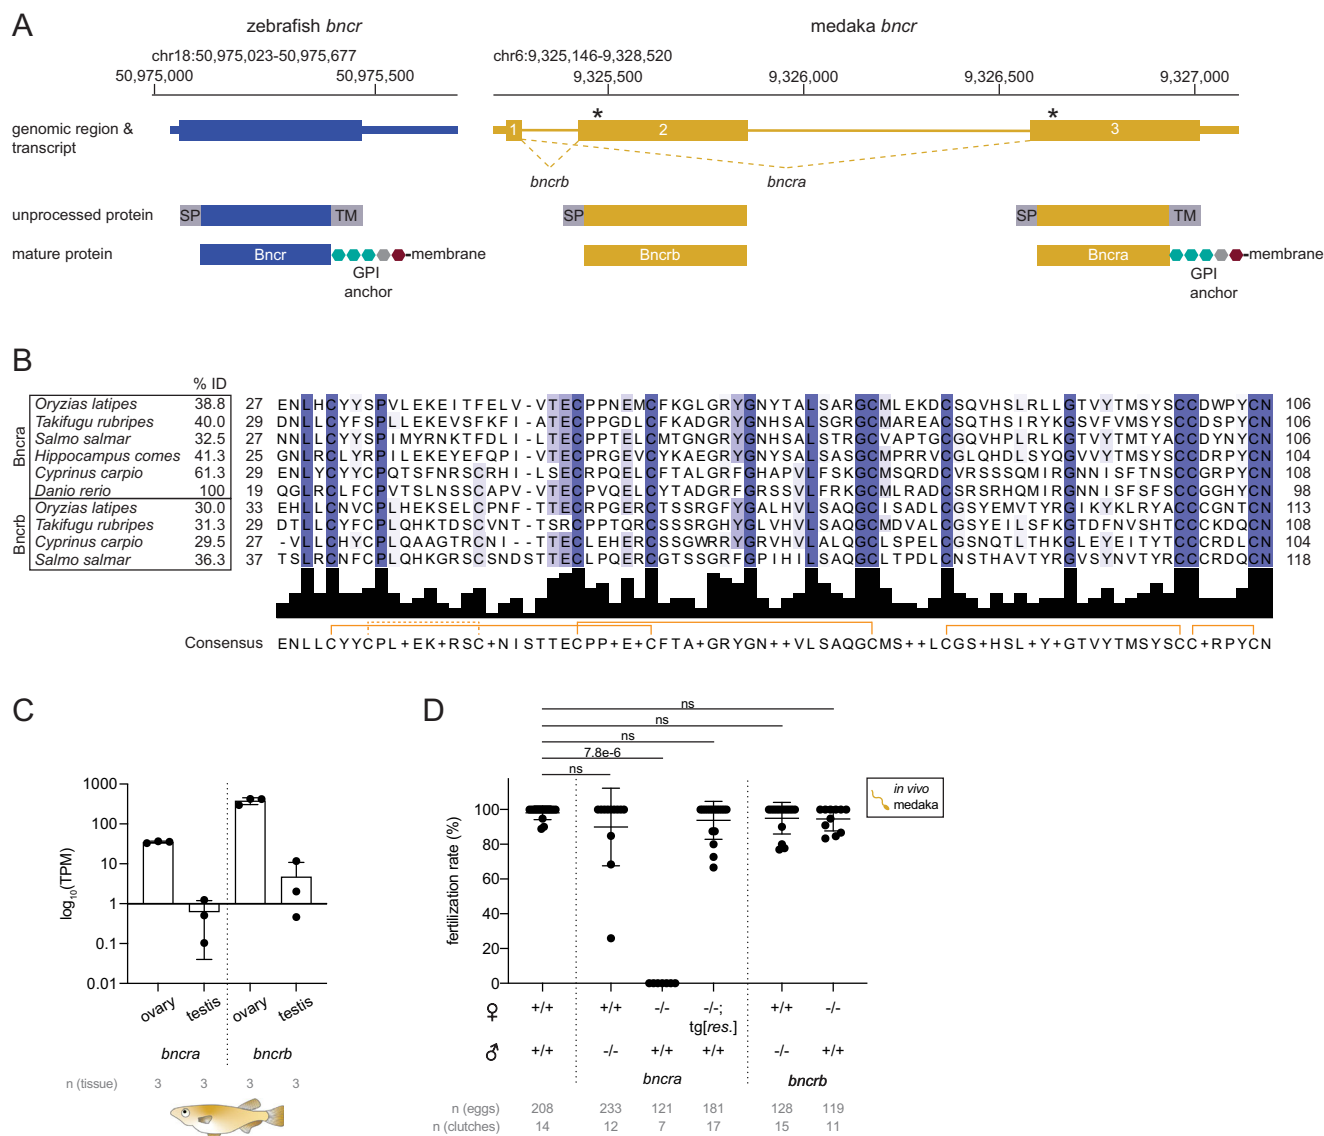 A
zebrafish bncr
medaka bncr
chr18:50,975,023-50,975,677
chr6:9,325,146-9,328,520
50,975,000 50,975,500 9,325,500 9,326,000 9,326,500 9,327,000
genomic region & transcript
1 * 2 * 3
bncrb bncra
unprocessed protein SP TM SP SP TM
mature protein Bncr membrane Bncrb Bncra membrane
GPI anchor GPI anchor
B
% ID
Bncra
Oryzias latipes 38.8 27 ENLHCYYSPVLEKEITFELV-VTECPPNEMCFKGLGRYGNYTALSARGCMLEKDCSQVHSLRLLGTVYTMSYSCCDWPYCN 106
Takifugu rubripes 40.0 29 DNLTCYFSPVLEKEVSFKFI-ATECPPGDLCFKADGRYGNHSALSGRGCMAREACSQTHSIRYKGSVFVMSYSCCDSPYCN 106
Salmo salmar 32.5 27 NNLLCYYSPIMYRNKTFDLI-LTECPPTELCMTGNGRYGNHSALSTRGCVAPTGCGQVHPLRLKGTVYTMTYACCDYNYCN 106
Hippocampus comes 41.3 25 GNLRCLYRPILEKEYEFQPI-VTECPRGEVCYKAEGRYGNYSALSASGCMPRRVCGLQHDLSYQGVVYTMSYSCCDYPYCN 104
Cyprinus carpio 61.3 29 ENLYCYYCPQTSFNRSCRHI-LSECRPQELCFTALGRFGHAPVLFSKGCMSQRDCVRSSSQMIRGNNISFTNSCCGRPYCN 108
Danio rerio 100 19 QGLRCLFCPVTSLNSSCAPV-VTECPVQELCYTADGRFGRSSVLFRKGCMLRADCSRSRHQMIRGNNISFSFSCCGGHYCN 98
Bncrb
Oryzias latipes 30.0 33 EHGALNVCPLHEKSELCPNF-TTECRPGERCTSSRGFYGALHVLSAQGCLDAELCGSYEMVTYRGIKYKLRYACCCGNTCN 113
Takifugu rubripes 31.3 29 DTLLCYFCPLQHKTDSCVNT-TSRCPPTQRCSSSRGHYGLVHVLSAQGCMDVALCGSYEILSFKGTDFNVSHTCCCKDQCN 108
Cyprinus carpio 29.5 27 -VLLCHYCPLQAAGTRCNI--TTECLEHERCSSGWRRYGRVHVLALQGCLSPELCGSNQTLTHKGLEYEITYTCCCRDLCN 104
Salmo salmar 36.3 37 TSLRCNFCPLQHGRSCSNDSTTECLPQERCGTSSGRFGPIHILSAQGCLTPDLCNSTHAVTYRGVSYNVTYRCCCRDQCN 118
Consensus ENLLCYYCPL+EK+RSC+NISTTECPP+E+CFTA+GRYGN++VLSAQGCMS++LCGS+HSL+Y+GTVYTMSYSCC+RPYCN
C
log10(TPM)
1000
100
10
1
0.1
0.01
ovary testis ovary testis
bncra bncrb
n (tissue) 3 3 3 3
D
ns
ns
ns
7.8e-6
ns
in vivo
medaka
fertilization rate (%)
100
80
60
40
20
0
♀ +/+ +/+ -/- -/-; tg[res.] +/+ -/-
♂ +/+ -/- +/+ +/+ -/- +/+
bncra bncrb
n (eggs) 208 233 121 181 128 119
n (clutches) 14 12 7 17 15 11